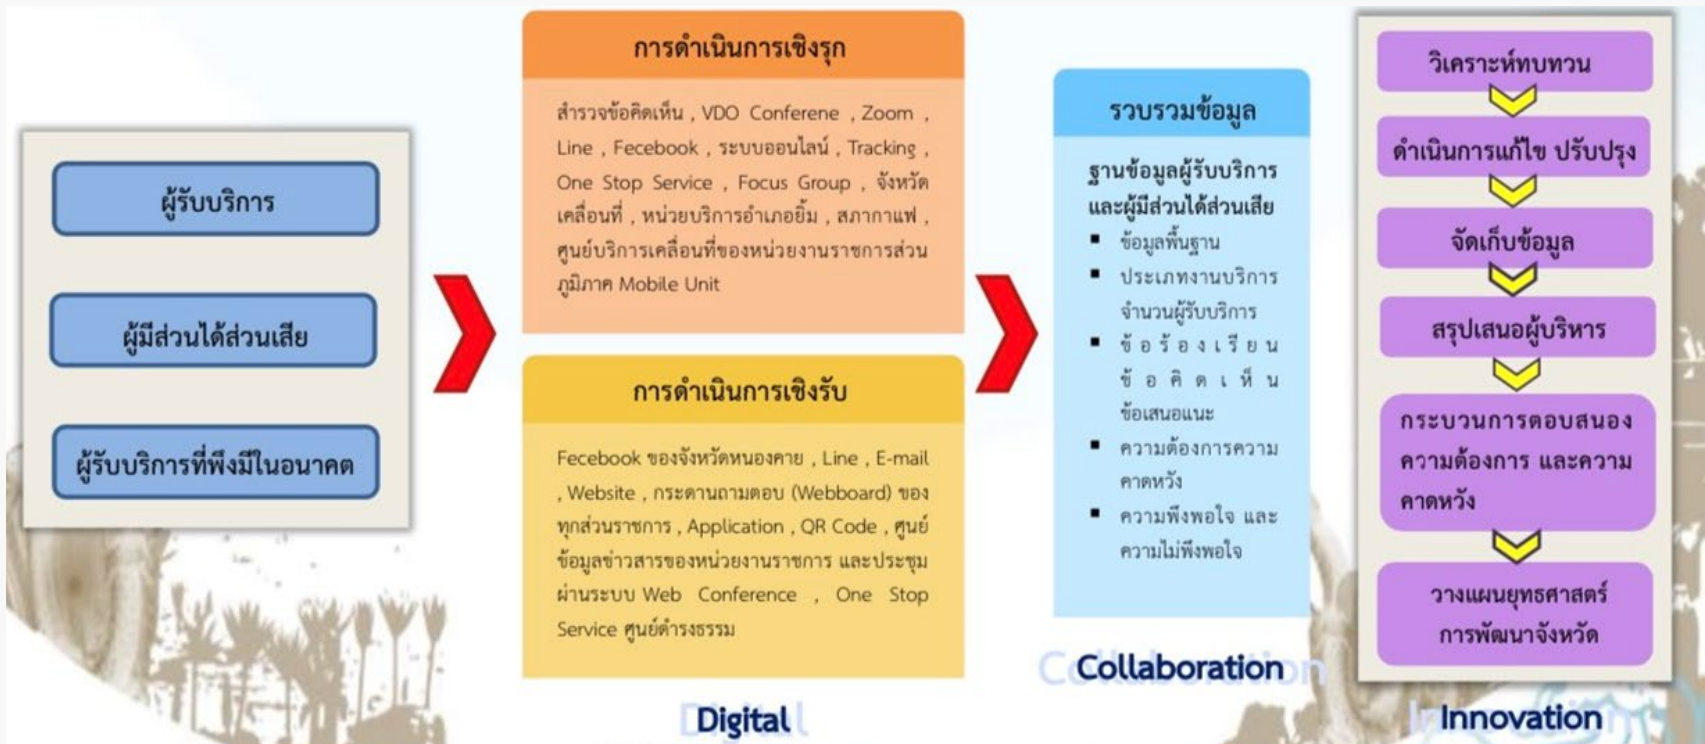 ผู้รับบริการ
ผู้มีส่วนได้ส่วนเสีย
ผู้รับบริการที่พึงมีในอนาคต
การดำเนินการเชิงรุก
สำรวจข้อคิดเห็น , VDO Conferene , Zoom ,
Line , Fecebook , ระบบออนไลน์ , Tracking ,
One Stop Service , Focus Group , จังหวัด
เคลื่อนที่ , หน่วยบริการอำเภอยิ้ม , สภากาแฟ ,
ศูนย์บริการเคลื่อนที่ของหน่วยงานราชการส่วน
ภูมิภาค Mobile Unit
การดำเนินการเชิงรับ
Fecebook ของจังหวัดหนองคาย , Line , E-mail
, Website , กระดานถามตอบ (Webboard) ของ
ทุกส่วนราชการ , Application , QR Code , ศูนย์
ข้อมูลข่าวสารของหน่วยงานราชการ และประชุม
ผ่านระบบ Web Conference , One Stop
Service ศูนย์ดำรงธรรม
Digital
รวบรวมข้อมูล
ฐานข้อมูลผู้รับบริการ
และผู้มีส่วนได้ส่วนเสีย
▪ ข้อมูลพื้นฐาน
▪ ประเภทงานบริการ
จำนวนผู้รับบริการ
▪ ข้อร้องเรียน
ข้อคิดเห็น
ข้อเสนอแนะ
▪ ความต้องการความ
คาดหวัง
▪ ความพึงพอใจ และ
ความไม่พึงพอใจ
Collaboration
วิเคราะห์ทบทวน
ดำเนินการแก้ไข ปรับปรุง
จัดเก็บข้อมูล
สรุปเสนอผู้บริหาร
กระบวนการตอบสนอง
ความต้องการ และความ
คาดหวัง
วางแผนยุทธศาสตร์
การพัฒนาจังหวัด
Innovation